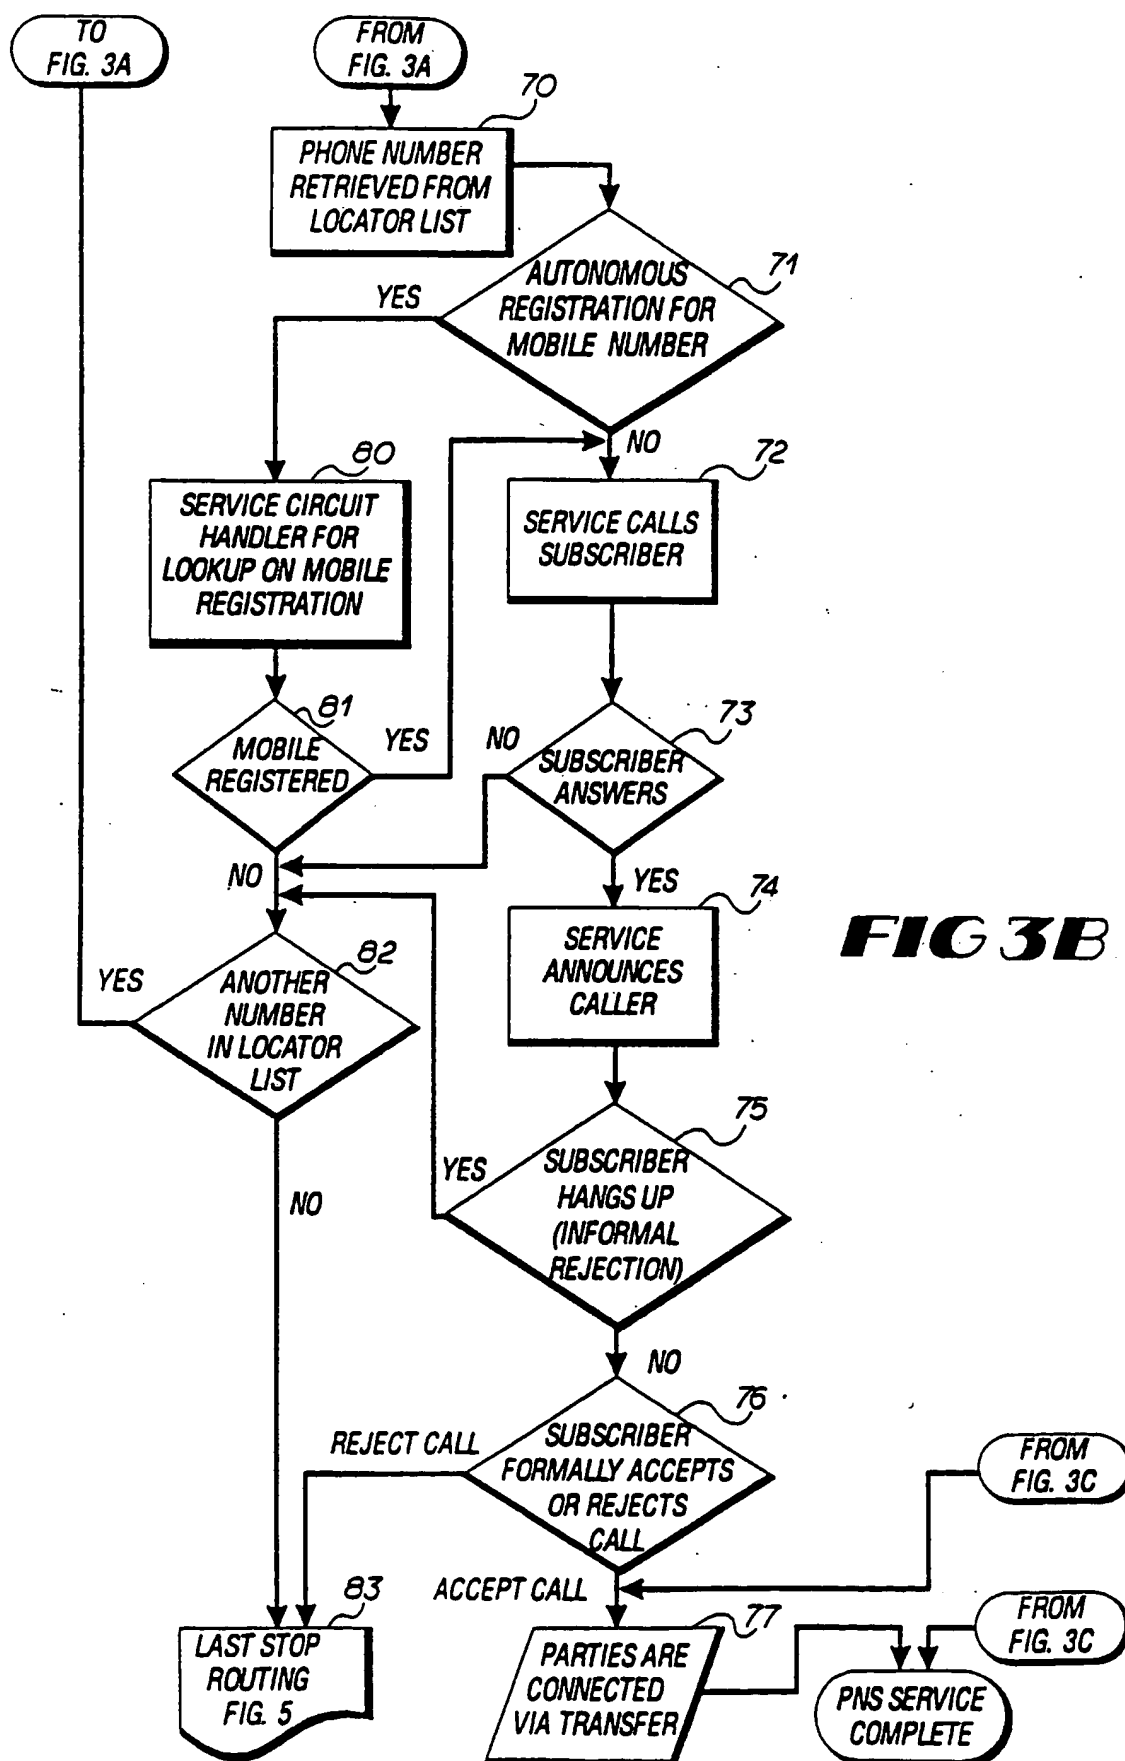 TO
FIG. 3A
FROM
FIG. 3A
70
PHONE NUMBER
RETRIEVED FROM
LOCATOR LIST
71
AUTONOMOUS
REGISTRATION FOR
MOBILE NUMBER
YES
NO
80
SERVICE CIRCUIT
HANDLER FOR
LOOKUP ON MOBILE
REGISTRATION
72
SERVICE CALLS
SUBSCRIBER
81
MOBILE
REGISTERED
YES
NO
73
SUBSCRIBER
ANSWERS
NO
YES
74
SERVICE
ANNOUNCES
CALLER
FIG 3B
82
YES
ANOTHER
NUMBER
IN LOCATOR
LIST
NO
75
YES
SUBSCRIBER
HANGS UP
(INFORMAL
REJECTION)
NO
76
REJECT CALL
SUBSCRIBER
FORMALLY ACCEPTS
OR REJECTS
CALL
FROM
FIG. 3C
ACCEPT CALL
83
LAST STOP
ROUTING
FIG. 5
77
PARTIES ARE
CONNECTED
VIA TRANSFER
FROM
FIG. 3C
PNS SERVICE
COMPLETE